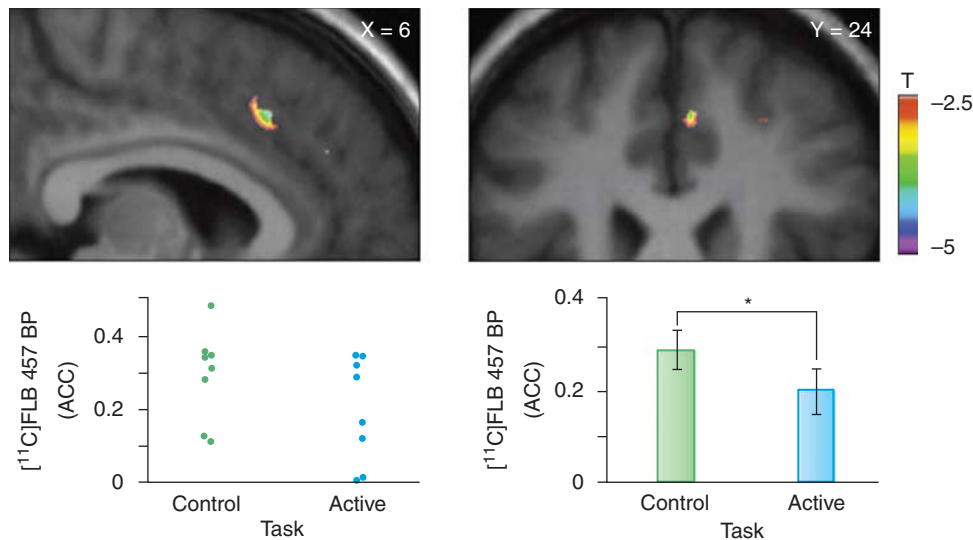 X = 6
Y = 24
T
–2.5
–5
[¹¹C]FLB 457 BP
(ACC)
0.4
0.2
0
Control
Active
Task
[¹¹C]FLB 457 BP
(ACC)
0.4
0.2
0
*
Control
Active
Task